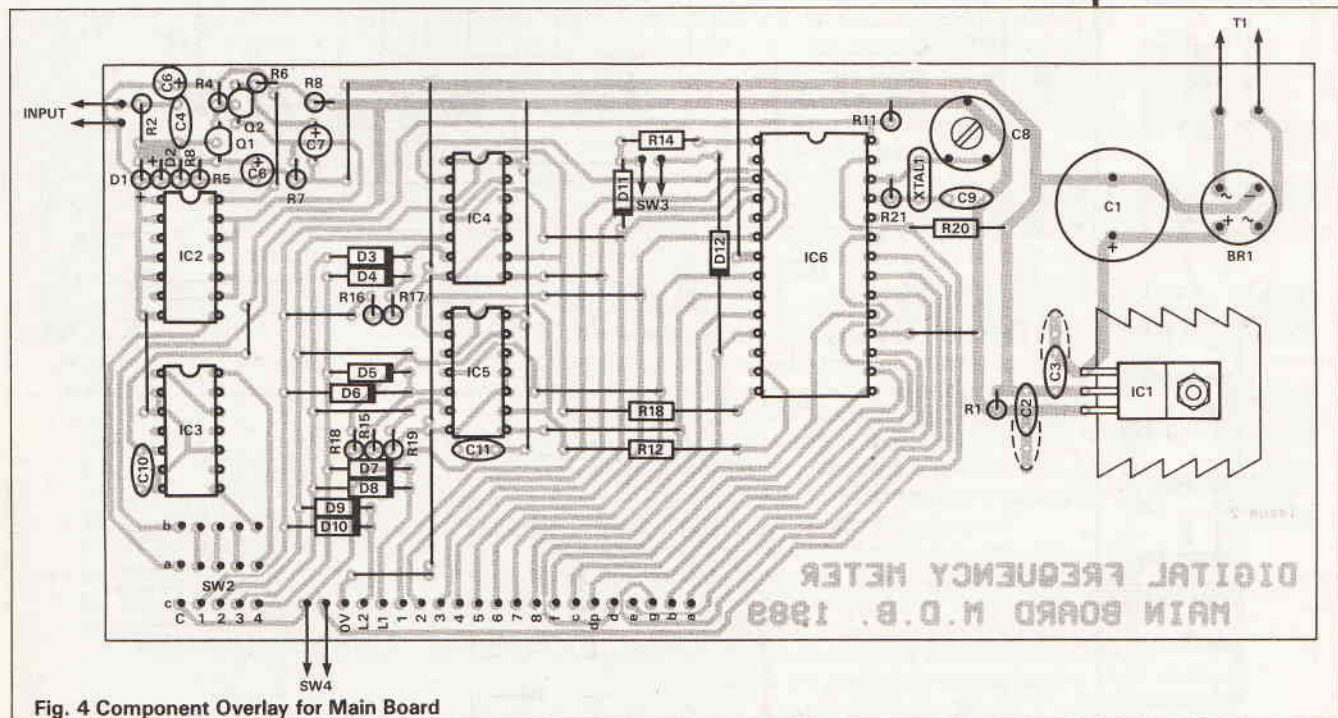 T1
INPUT
C6
R4
R6
R8
R2
C4
Q2
Q1
C7
R11
C8
R14
D1
D2
R8
R5
C6
R7
D11
SW3
XTAL1
C9
R21
R20
C1
BR1
IC2
IC4
D12
IC6
D3
D4
R16
R17
IC5
D5
D6
C3
IC1
C2
R1
IC3
R18
R15
R19
R18
R12
C10
C11
D7
D8
D9
D10
b
a
SW2
c
C 1 2 3 4
0V L2 L1 1 2 3 4 5 6 7 8 f c dp d e g b a
SW4
Issue 2
DIGITAL FREQUENCY METER
MAIN BOARD M.D.B. 1989
Fig. 4 Component Overlay for Main Board